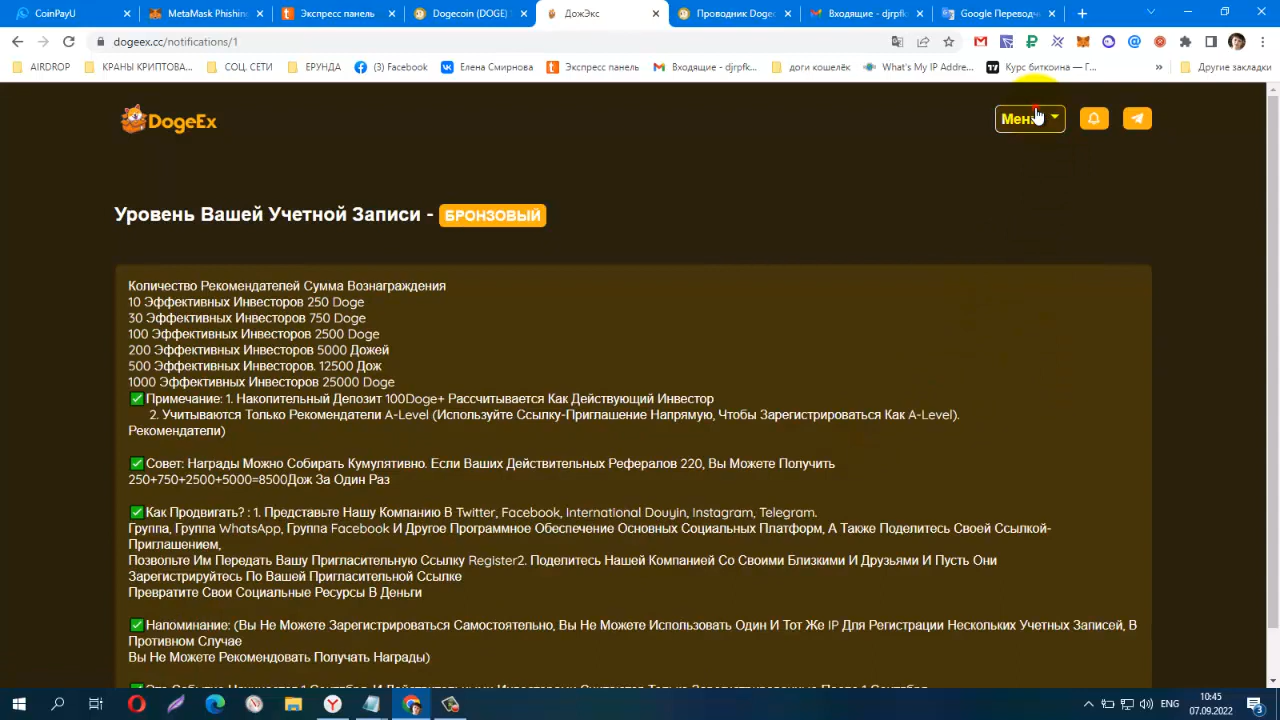 CoinPayU
MetaMask Phishing
Экспресс панель
Dogecoin (DOGE)
ДожЭкс
Проводник Dogec
Входящие - djrpfk
Google Переводч
dogeex.cc/notifications/1
AIRDROP
КРАНЫ КРИПТОВА...
СОЦ. СЕТИ
ЕРУНДА
(3) Facebook
Елена Смирнова
Экспресс панель
Входящие - djrpfk...
доги кошелёк
What's My IP Addre...
Курс биткоина — Г...
»
Другие закладки
DogeEx
Уровень Вашей Учетной Записи - БРОНЗОВЫЙ
Количество Рекомендателей Сумма Вознаграждения
10 Эффективных Инвесторов 250 Doge
30 Эффективных Инвесторов 750 Doge
100 Эффективных Инвесторов 2500 Doge
200 Эффективных Инвесторов 5000 Дожей
500 Эффективных Инвесторов. 12500 Дож
1000 Эффективных Инвесторов 25000 Doge
✅Примечание: 1. Накопительный Депозит 100Doge+ Рассчитывается Как Действующий Инвестор
2. Учитываются Только Рекомендатели A-Level (Используйте Ссылку-Приглашение Напрямую, Чтобы Зарегистрироваться Как A-Level).
Рекомендатели)
✅Совет: Награды Можно Собирать Кумулятивно. Если Ваших Действительных Рефералов 220, Вы Можете Получить
250+750+2500+5000=8500Дож За Один Раз
✅Как Продвигать? : 1. Представьте Нашу Компанию В Twitter, Facebook, International Douyin, Instagram, Telegram.
Группа, Группа WhatsApp, Группа Facebook И Другое Программное Обеспечение Основных Социальных Платформ, А Также Поделитесь Своей Ссылкой-
Приглашением,
Позвольте Им Передать Вашу Пригласительную Ссылку Register2. Поделитесь Нашей Компанией Со Своими Близкими И Друзьями И Пусть Они
Зарегистрируйтесь По Вашей Пригласительной Ссылке
Превратите Свои Социальные Ресурсы В Деньги
✅Напоминание: (Вы Не Можете Зарегистрироваться Самостоятельно, Вы Не Можете Использовать Один И Тот Же IP Для Регистрации Нескольких Учетных Записей, В
Противном Случае
Вы Не Можете Рекомендовать Получать Награды)
ENG
10:45
07.09.2022
3